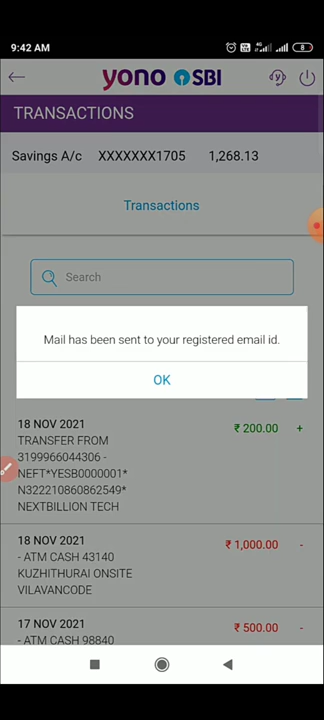 9:42 AM
4G
8
yono SBI
y
TRANSACTIONS
Savings A/c XXXXXXX1705 1,268.13
Transactions
Search
Mail has been sent to your registered email id.
OK
18 NOV 2021 ₹ 200.00 +
TRANSFER FROM
3199966044306 -
NEFT*YESB0000001*
N322210860862549*
NEXTBILLION TECH
18 NOV 2021 ₹ 1,000.00 -
- ATM CASH 43140
KUZHITHURAI ONSITE
VILAVANCODE
17 NOV 2021 ₹ 500.00 -
- ATM CASH 98840